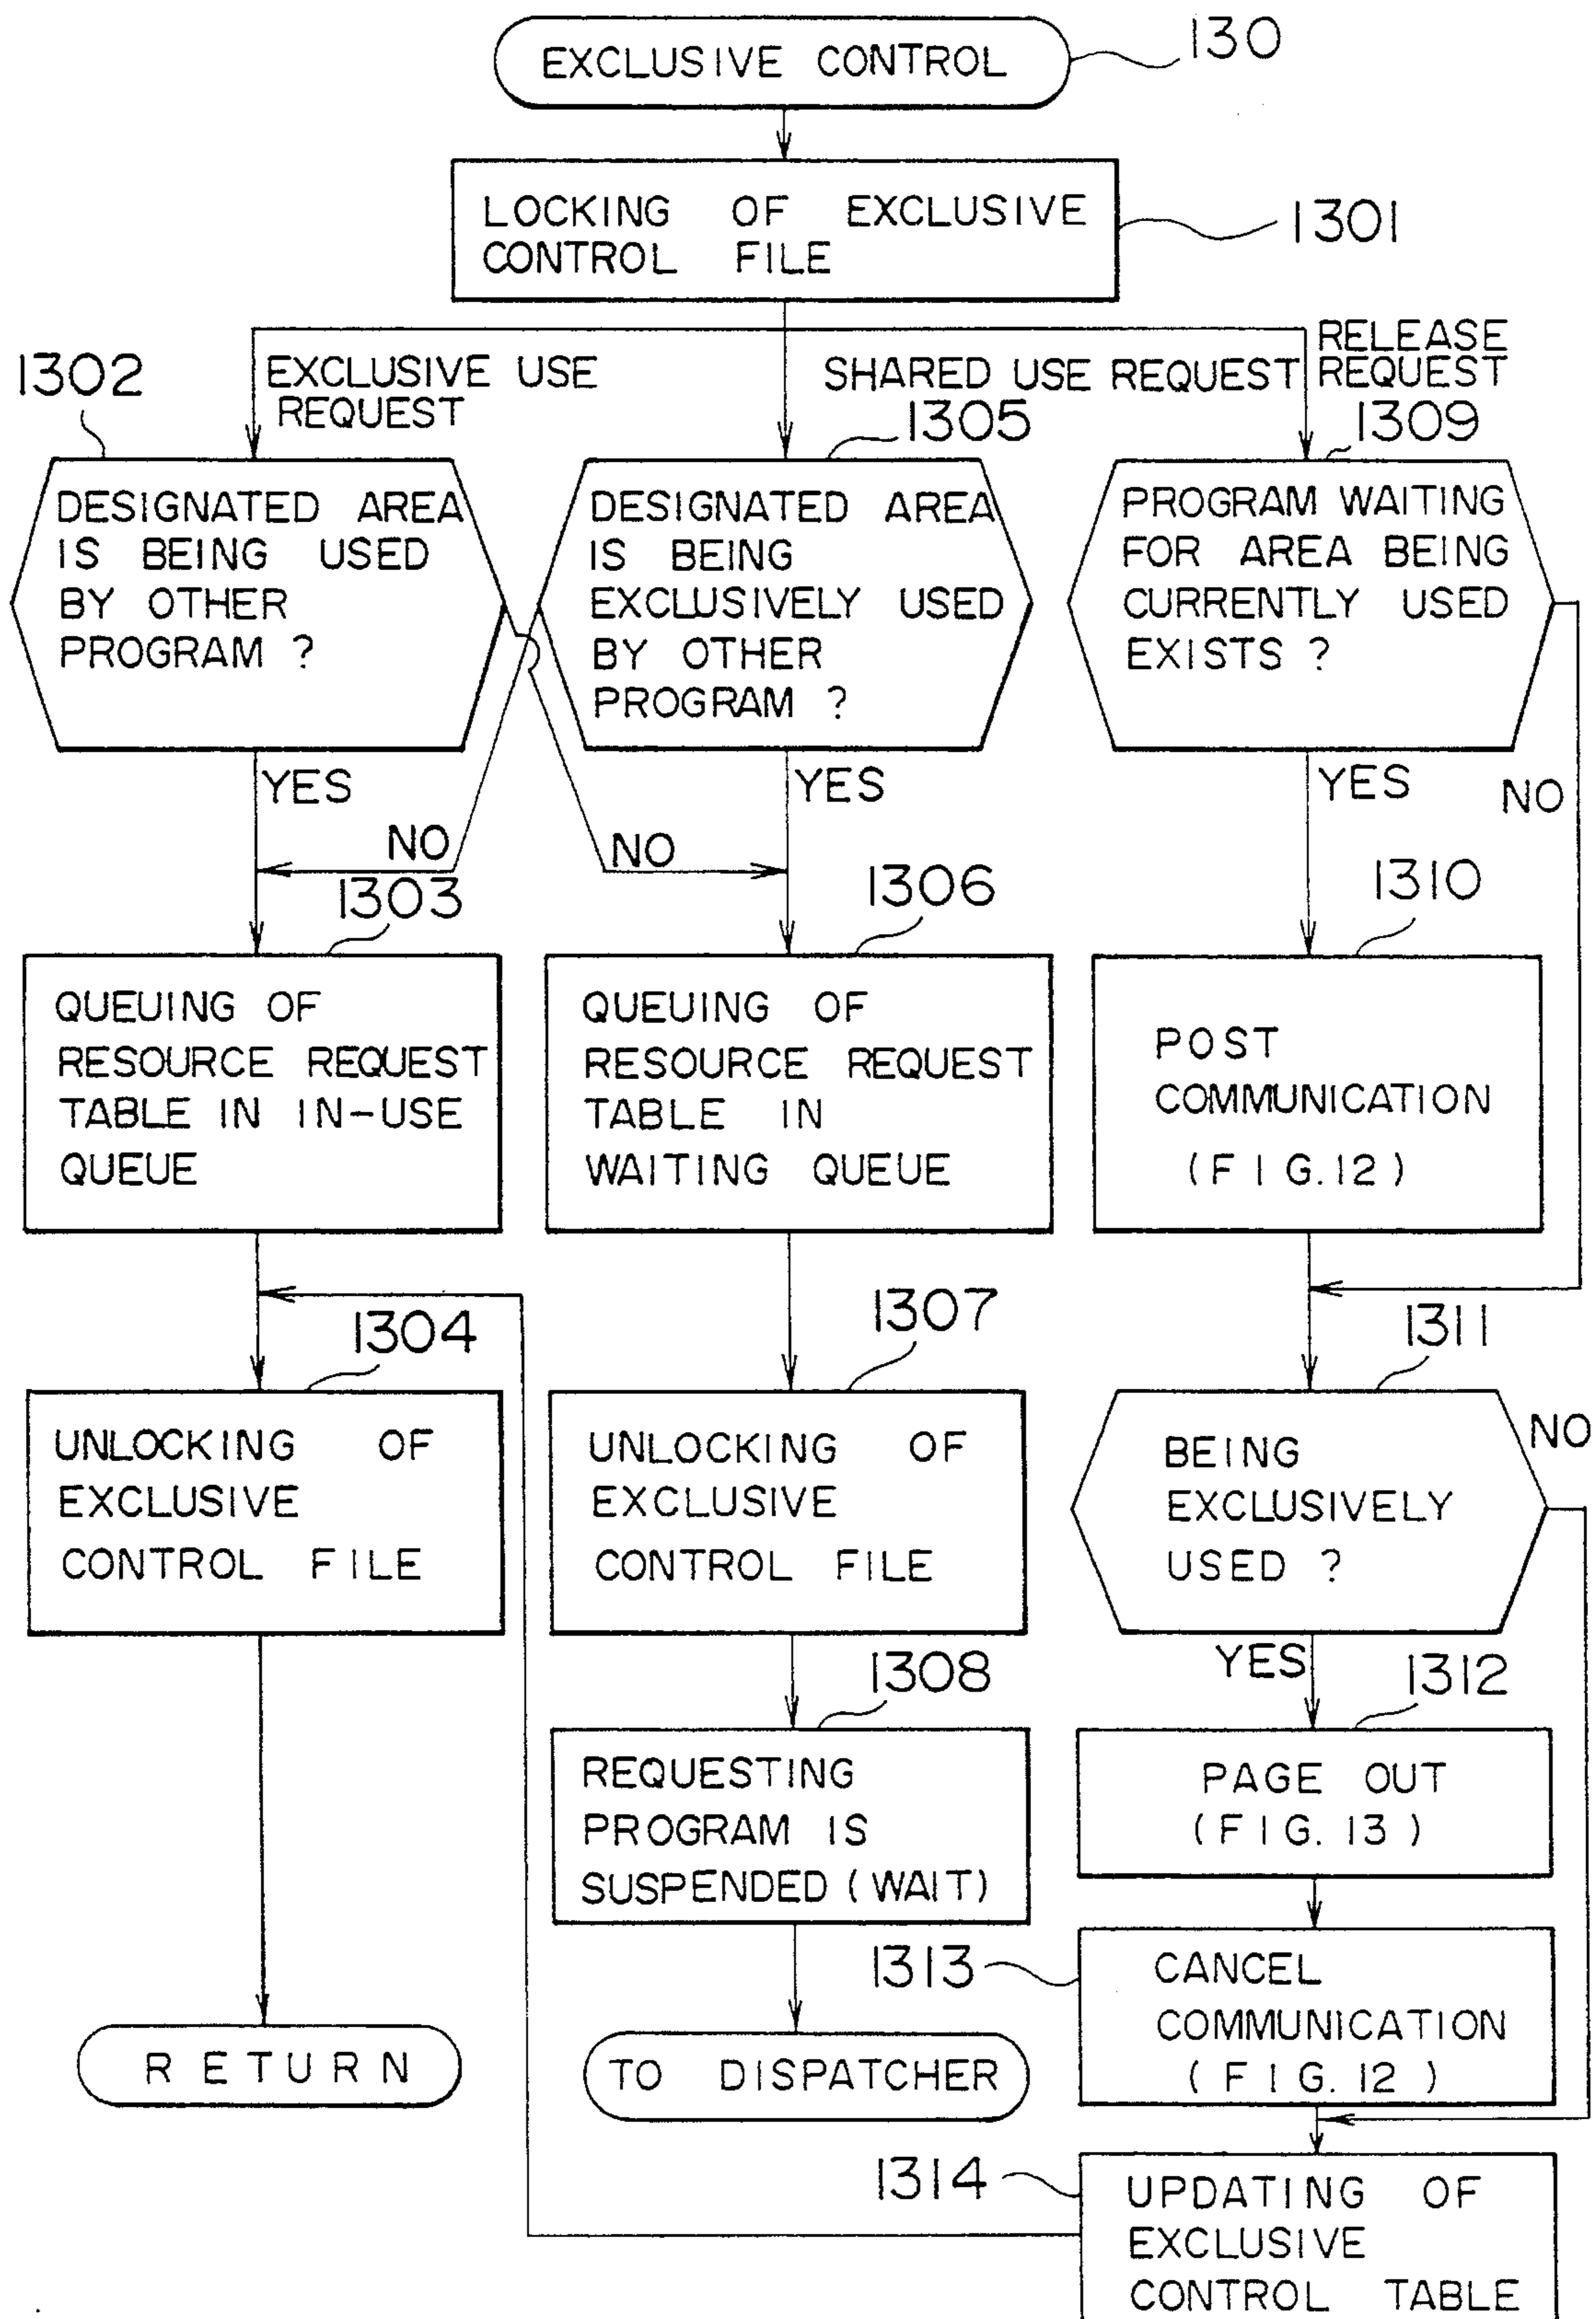 EXCLUSIVE CONTROL
130
LOCKING OF EXCLUSIVE
CONTROL FILE
1301
EXCLUSIVE USE
REQUEST
SHARED USE REQUEST
RELEASE
REQUEST
1302
DESIGNATED AREA
IS BEING USED
BY OTHER
PROGRAM ?
1305
DESIGNATED AREA
IS BEING
EXCLUSIVELY USED
BY OTHER
PROGRAM ?
1309
PROGRAM WAITING
FOR AREA BEING
CURRENTLY USED
EXISTS ?
YES
NO
YES
NO
YES
NO
1303
QUEUING OF
RESOURCE REQUEST
TABLE IN IN-USE
QUEUE
1306
QUEUING OF
RESOURCE REQUEST
TABLE IN
WAITING QUEUE
1310
POST
COMMUNICATION
(FIG.12)
1304
UNLOCKING OF
EXCLUSIVE
CONTROL FILE
1307
UNLOCKING OF
EXCLUSIVE
CONTROL FILE
1311
BEING
EXCLUSIVELY
USED ?
NO
YES
1308
REQUESTING
PROGRAM IS
SUSPENDED (WAIT)
1312
PAGE OUT
(FIG. 13)
1313
CANCEL
COMMUNICATION
(FIG. 12)
RETURN
TO DISPATCHER
1314
UPDATING OF
EXCLUSIVE
CONTROL TABLE